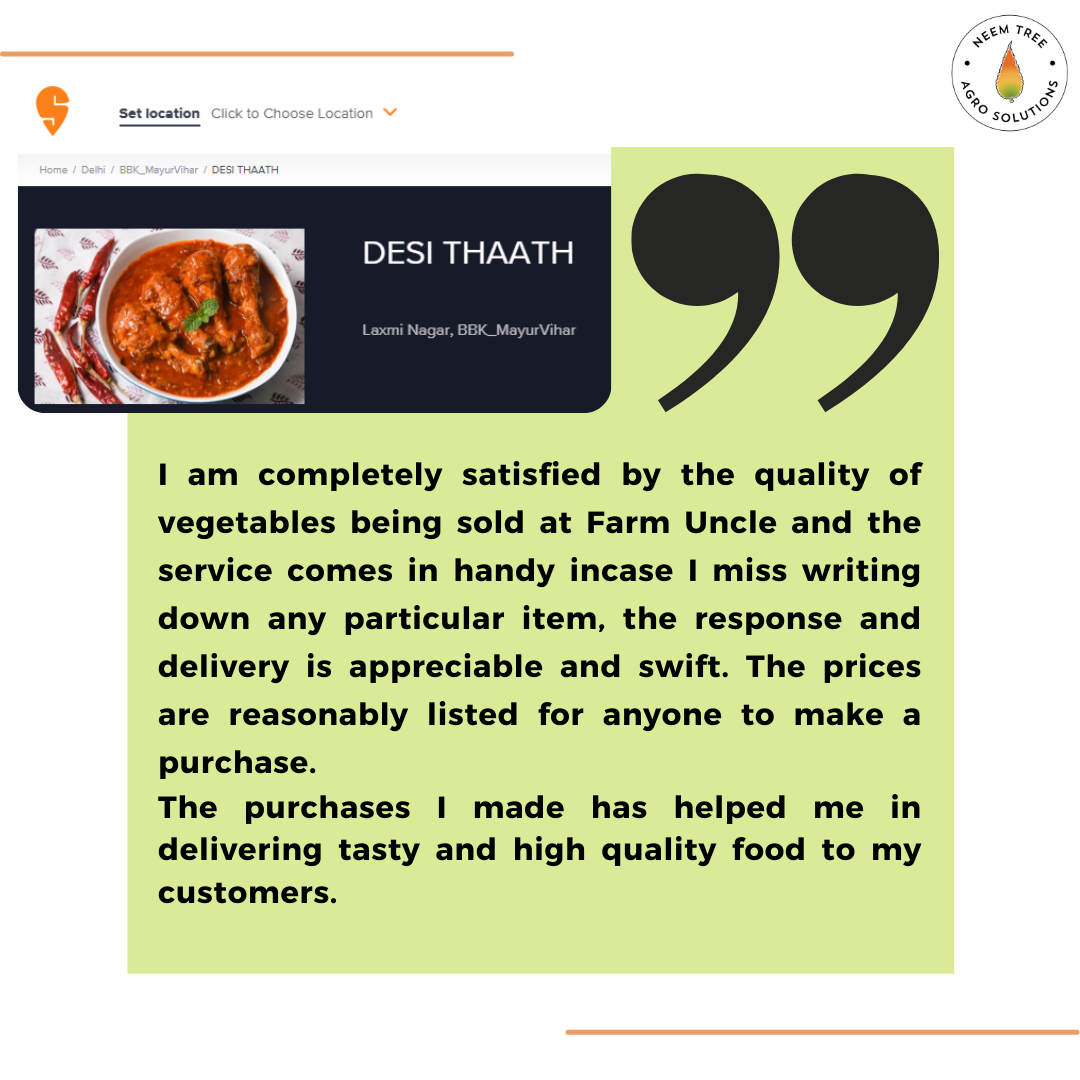 NEEM TREE
AGRO SOLUTIONS
Set location Click to Choose Location
Home / Delhi / BBK_MayurVihar / DESI THAATH
DESI THAATH
Laxmi Nagar, BBK_MayurVihar
I am completely satisfied by the quality of
vegetables being sold at Farm Uncle and the
service comes in handy incase I miss writing
down any particular item, the response and
delivery is appreciable and swift. The prices
are reasonably listed for anyone to make a
purchase.
The purchases I made has helped me in
delivering tasty and high quality food to my
customers.